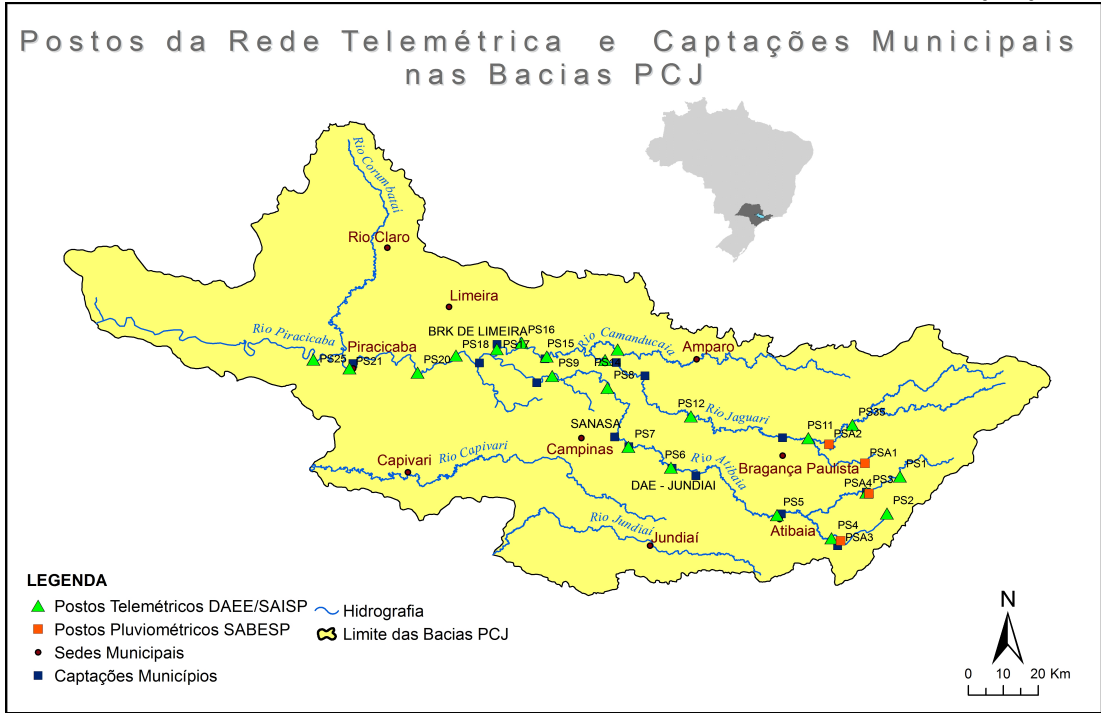 Postos da Rede Telemétrica e Captações Municipais
nas Bacias PCJ
Rio Corumbataí
Rio Claro
Limeira
BRK DE LIMEIRA
PS16
PS18
PS15
Rio Camanducaia
Rio Piracicaba
Piracicaba
PS20
Amparo
PS25
PS21
PS9
PS8
PS12
Rio Jaguari
PS35
PS11
PSA2
SANASA
Campinas
PS7
Rio Capivari
Capivari
PS6
Rio Atibaia
Bragança Paulista
PSA1
PS1
DAE - JUNDIAI
PSA4
PS3
PS2
PS5
Rio Jundiaí
Atibaia
PS4
PSA3
Jundiaí
LEGENDA
Postos Telemétricos DAEE/SAISP
Hidrografia
Postos Pluviométricos SABESP
Limite das Bacias PCJ
Sedes Municipais
Captações Municípios
N
0 10 20 Km